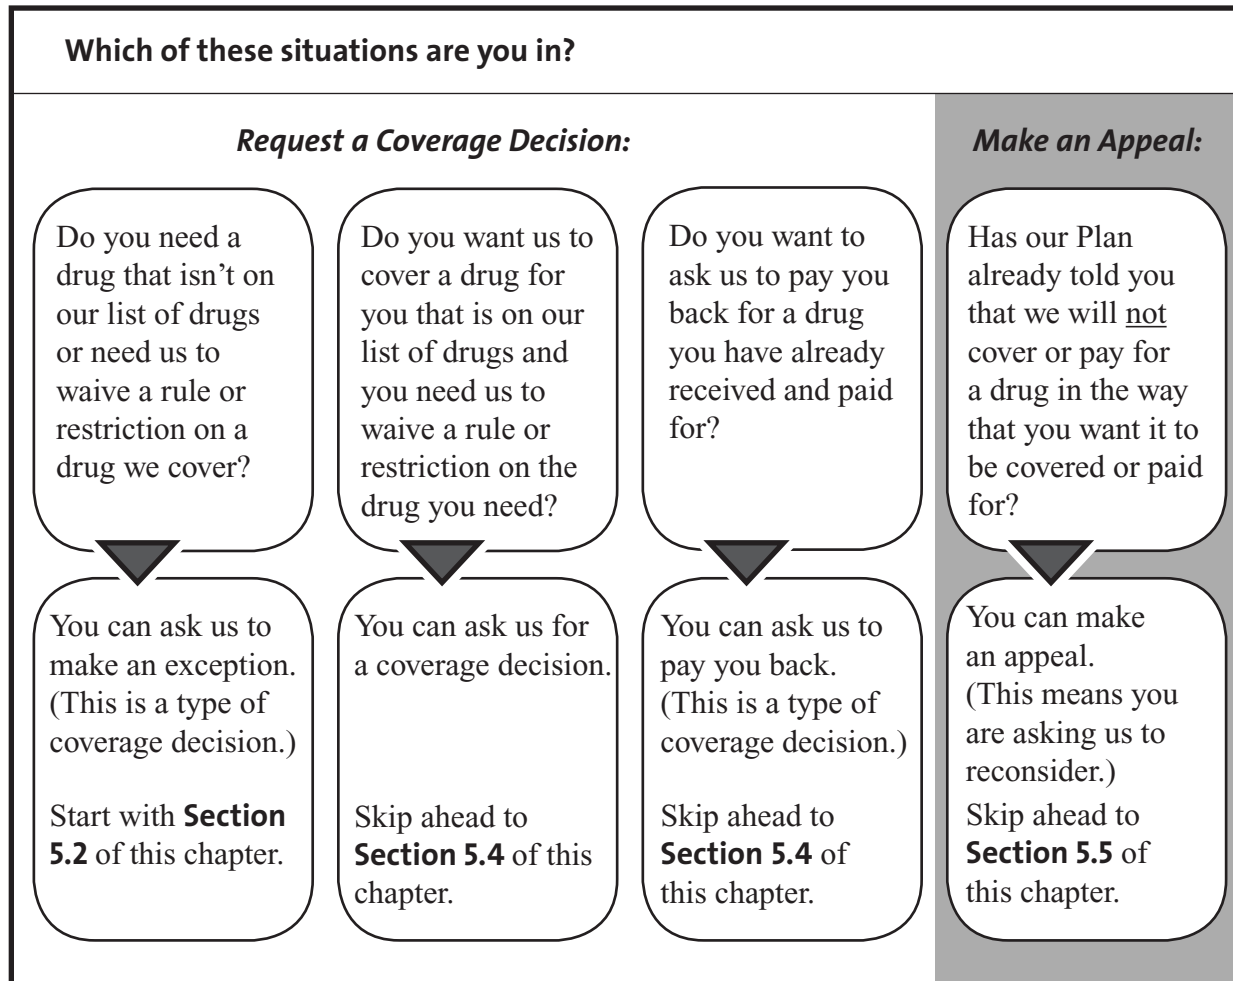 Which of these situations are you in?
Request a Coverage Decision:
Make an Appeal:
Do you need a
drug that isn’t on
our list of drugs
or need us to
waive a rule or
restriction on a
drug we cover?
You can ask us to
make an exception.
(This is a type of
coverage decision.)
Start with Section
5.2 of this chapter.
Do you want us to
cover a drug for
you that is on our
list of drugs and
you need us to
waive a rule or
restriction on the
drug you need?
You can ask us for
a coverage decision.
Skip ahead to
Section 5.4 of this
chapter.
Do you want to
ask us to pay you
back for a drug
you have already
received and paid
for?
You can ask us to
pay you back.
(This is a type of
coverage decision.)
Skip ahead to
Section 5.4 of
this chapter.
Has our Plan
already told you
that we will not
cover or pay for
a drug in the way
that you want it to
be covered or paid
for?
You can make
an appeal.
(This means you
are asking us to
reconsider.)
Skip ahead to
Section 5.5 of
this chapter.